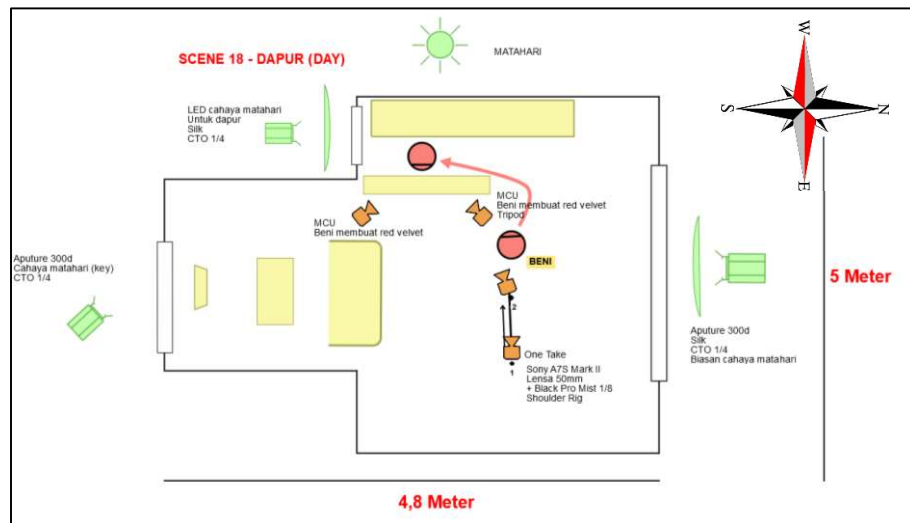 SCENE 18 - DAPUR (DAY)
MATAHARI
W
S
N
E
LED cahaya matahari
Untuk dapur
Silk
CTO 1/4
MCU
Beni membuat red velvet
Tripod
MCU
Beni membuat red velvet
BENI
Aputure 300d
Cahaya matahari (key)
CTO 1/4
5 Meter
2
Aputure 300d
Silk
CTO 1/4
Biasan cahaya matahari
One Take
1
Sony A7S Mark II
Lensa 50mm
+ Black Pro Mist 1/8
Shoulder Rig
4,8 Meter